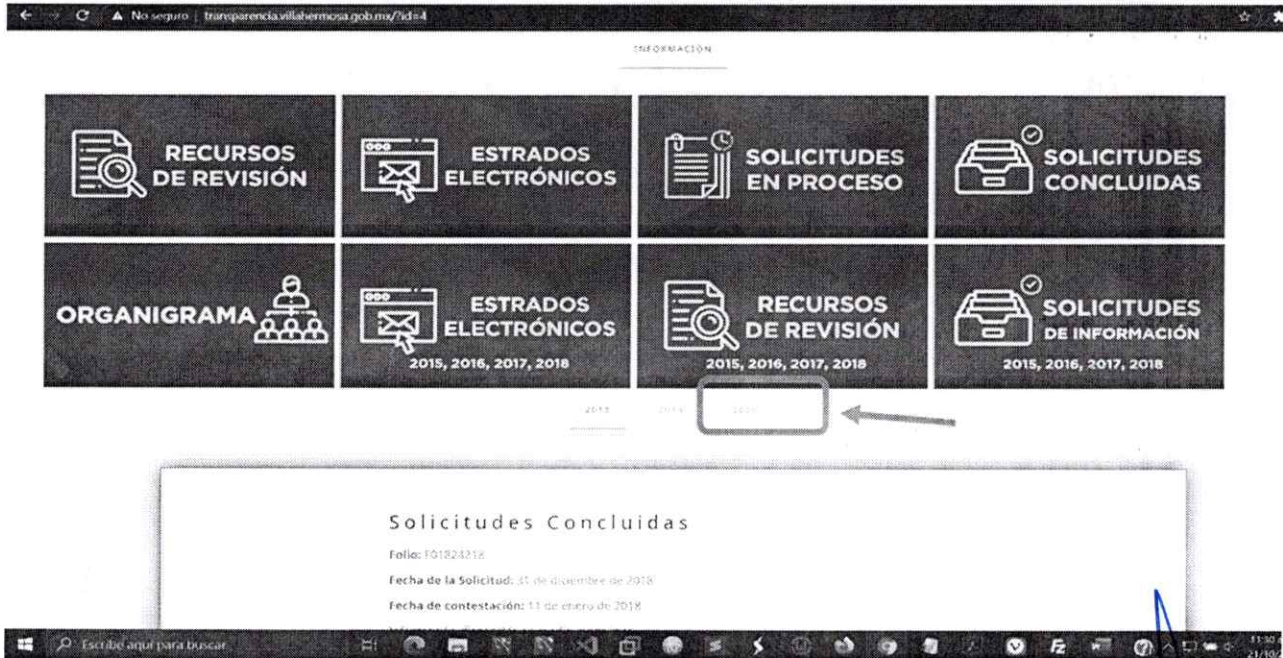 No seguro | transparencia.villahermosa.gob.mx/?id=4
INFORMACIÓN
RECURSOS
DE REVISIÓN
ESTRADOS
ELECTRÓNICOS
SOLICITUDES
EN PROCESO
SOLICITUDES
CONCLUIDAS
ORGANIGRAMA
ESTRADOS
ELECTRÓNICOS
2015, 2016, 2017, 2018
RECURSOS
DE REVISIÓN
2015, 2016, 2017, 2018
SOLICITUDES
DE INFORMACIÓN
2015, 2016, 2017, 2018
Solicitudes Concluidas
Folio: F01824218
Fecha de la Solicitud: 31 de diciembre de 2018
Fecha de contestación: 11 de enero de 2018
Escribe aquí para buscar
11:30